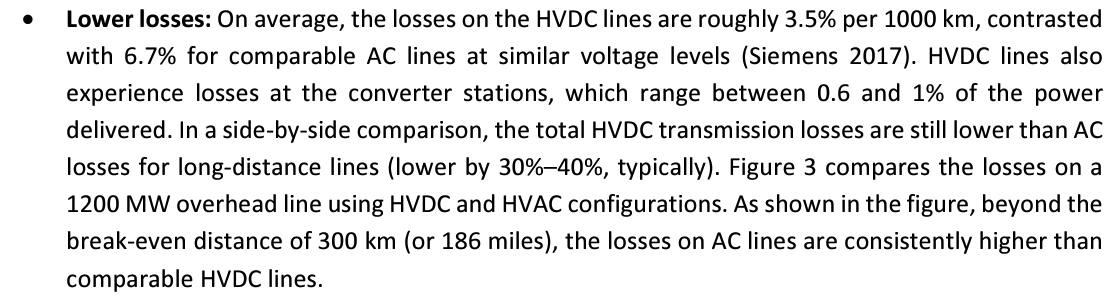 • Lower losses: On average, the losses on the HVDC lines are roughly 3.5% per 1000 km, contrasted
with 6.7% for comparable AC lines at similar voltage levels (Siemens 2017). HVDC lines also
experience losses at the converter stations, which range between 0.6 and 1% of the power
delivered. In a side-by-side comparison, the total HVDC transmission losses are still lower than AC
losses for long-distance lines (lower by 30%–40%, typically). Figure 3 compares the losses on a
1200 MW overhead line using HVDC and HVAC configurations. As shown in the figure, beyond the
break-even distance of 300 km (or 186 miles), the losses on AC lines are consistently higher than
comparable HVDC lines.